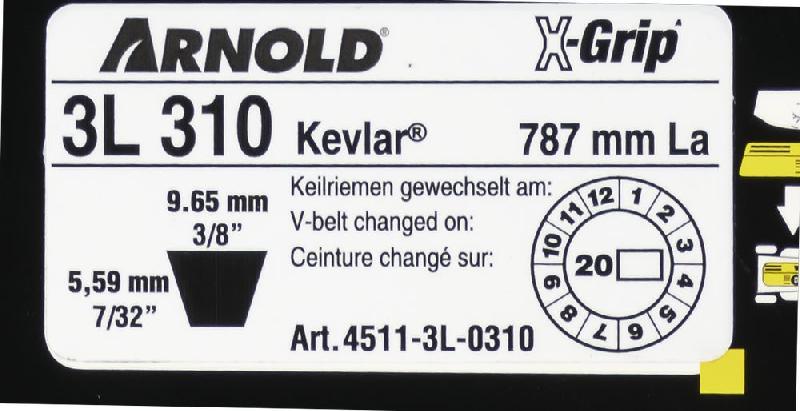 ARNOLD®
X-Grip
3L 310 Kevlar® 787 mm La
9.65 mm
3/8”
5,59 mm
7/32”
Keilriemen gewechselt am:
V-belt changed on:
Ceinture changé sur:
1 2 3 4 5 6 7 8 9 10 11 12
20
Art. 4511-3L-0310